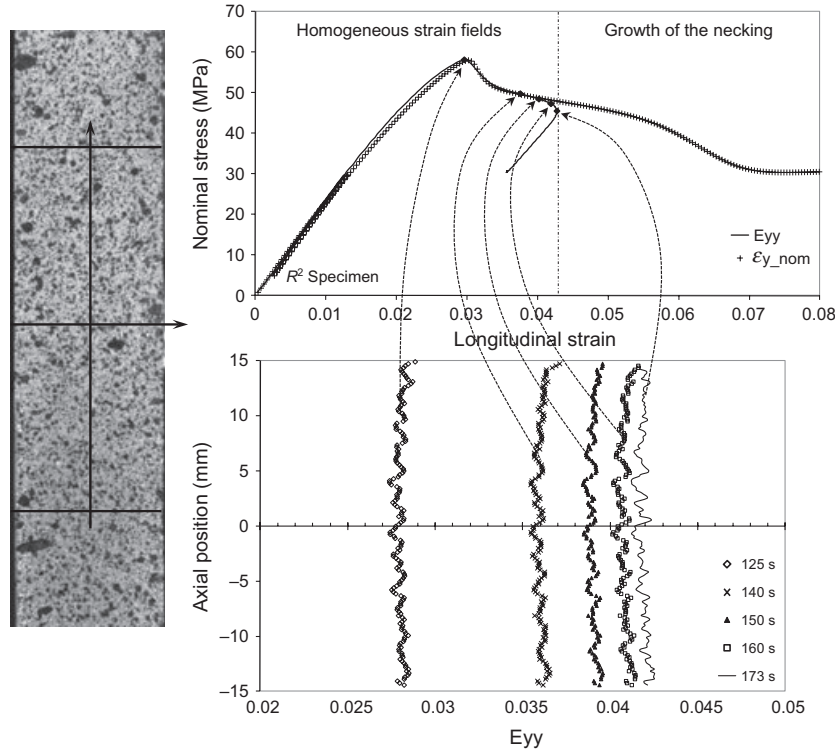 70
60
50
40
30
20
10
0
Nominal stress (MPa)
Homogeneous strain fields
Growth of the necking
R² Specimen
Eyy
εy_nom
0 0.01 0.02 0.03 0.04 0.05 0.06 0.07 0.08
Longitudinal strain
15
10
5
0
–5
–10
–15
Axial position (mm)
125 s
140 s
150 s
160 s
173 s
0.02 0.025 0.03 0.035 0.04 0.045 0.05
Eyy